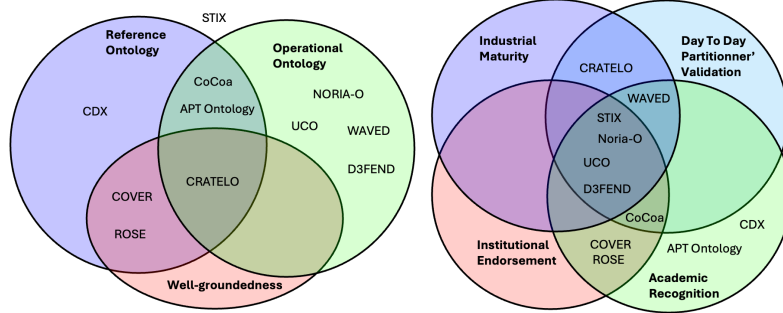 STIX
Reference
Ontology
Operational
Ontology
CoCoa
NORIA-O
CDX
APT Ontology
UCO
WAVED
D3FEND
CRATELO
COVER
ROSE
Well-groundedness
Industrial
Maturity
Day To Day
Partitionner’
Validation
CRATELO
WAVED
STIX
Noria-O
UCO
D3FEND
CoCoa
CDX
Institutional
Endorsement
COVER
ROSE
APT Ontology
Academic
Recognition